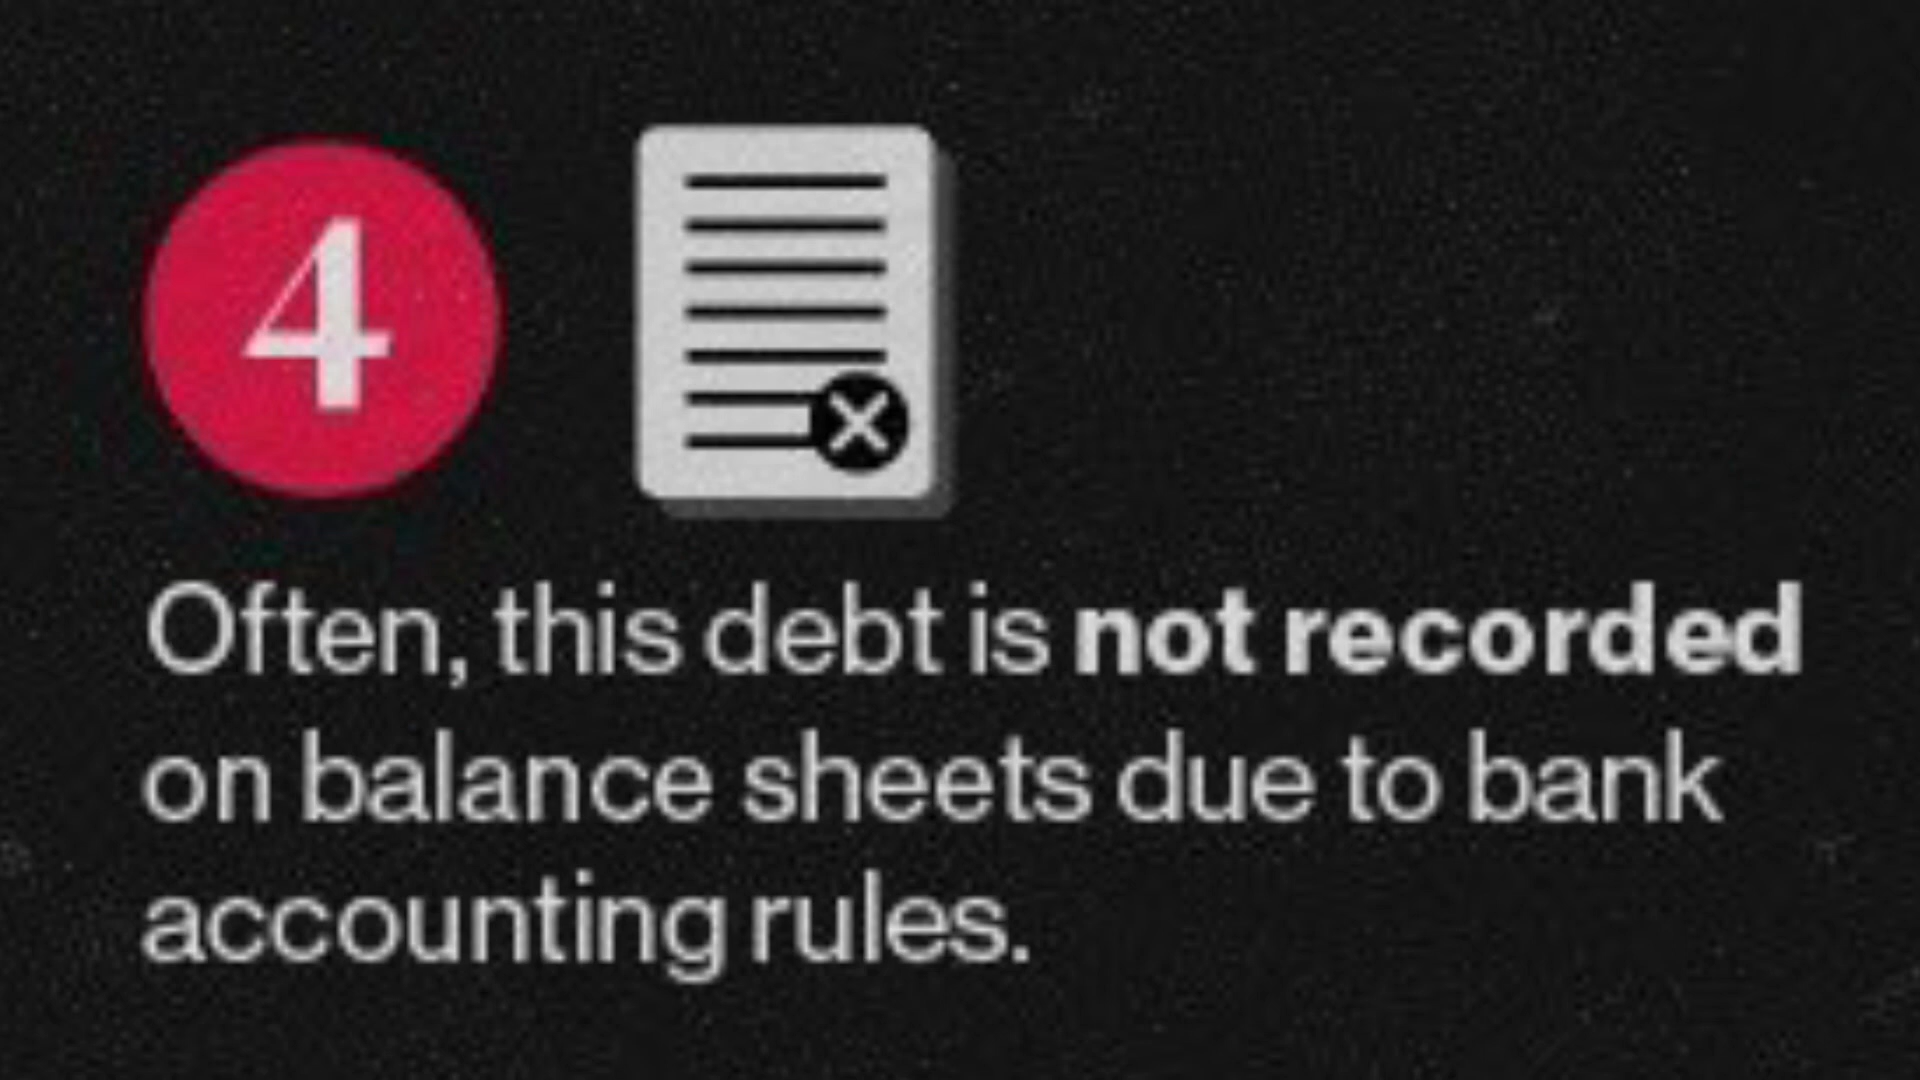 4
Often, this debt is not recorded
on balance sheets due to bank
accounting rules.